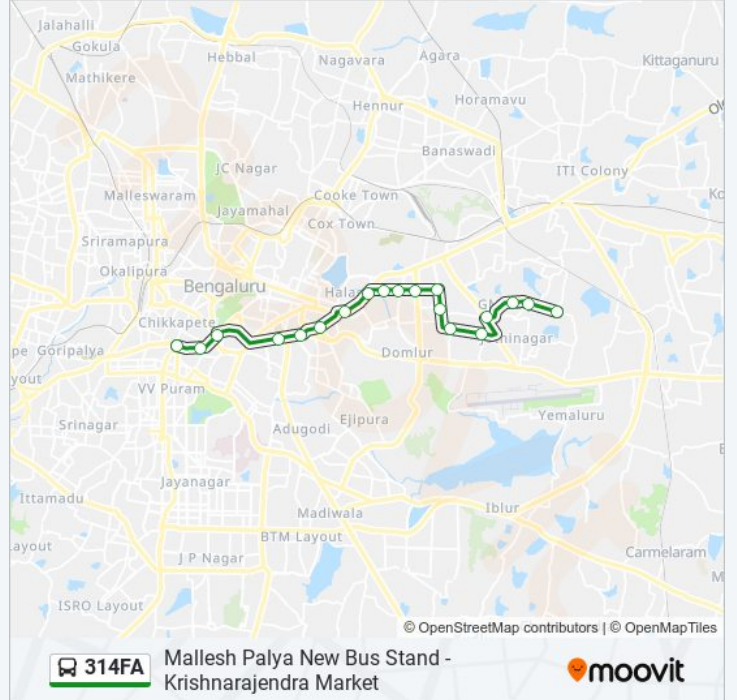 Jalahalli
Gokula
Hebbal
Nagavara
Agara
Kittaganuru
Mathikere
Hennur
Horamavu
Banaswadi
ITI Colony
JC Nagar
Malleswaram
Cooke Town
Jayamahal
Cox Town
Sriramapura
Okalipura
Bengaluru
Chikkapete
Goripalya
Domlur
yout
VV Puram
Yemaluru
Ejipura
Srinagar
Adugodi
Jayanagar
Ittamadu
Madiwala
Iblur
BTM Layout
ayout
J P Nagar
Carmelaram
ISRO Layout
© OpenStreetMap contributors | © OpenMapTiles
314FA
Mallesh Palya New Bus Stand -
Krishnarajendra Market
moovit